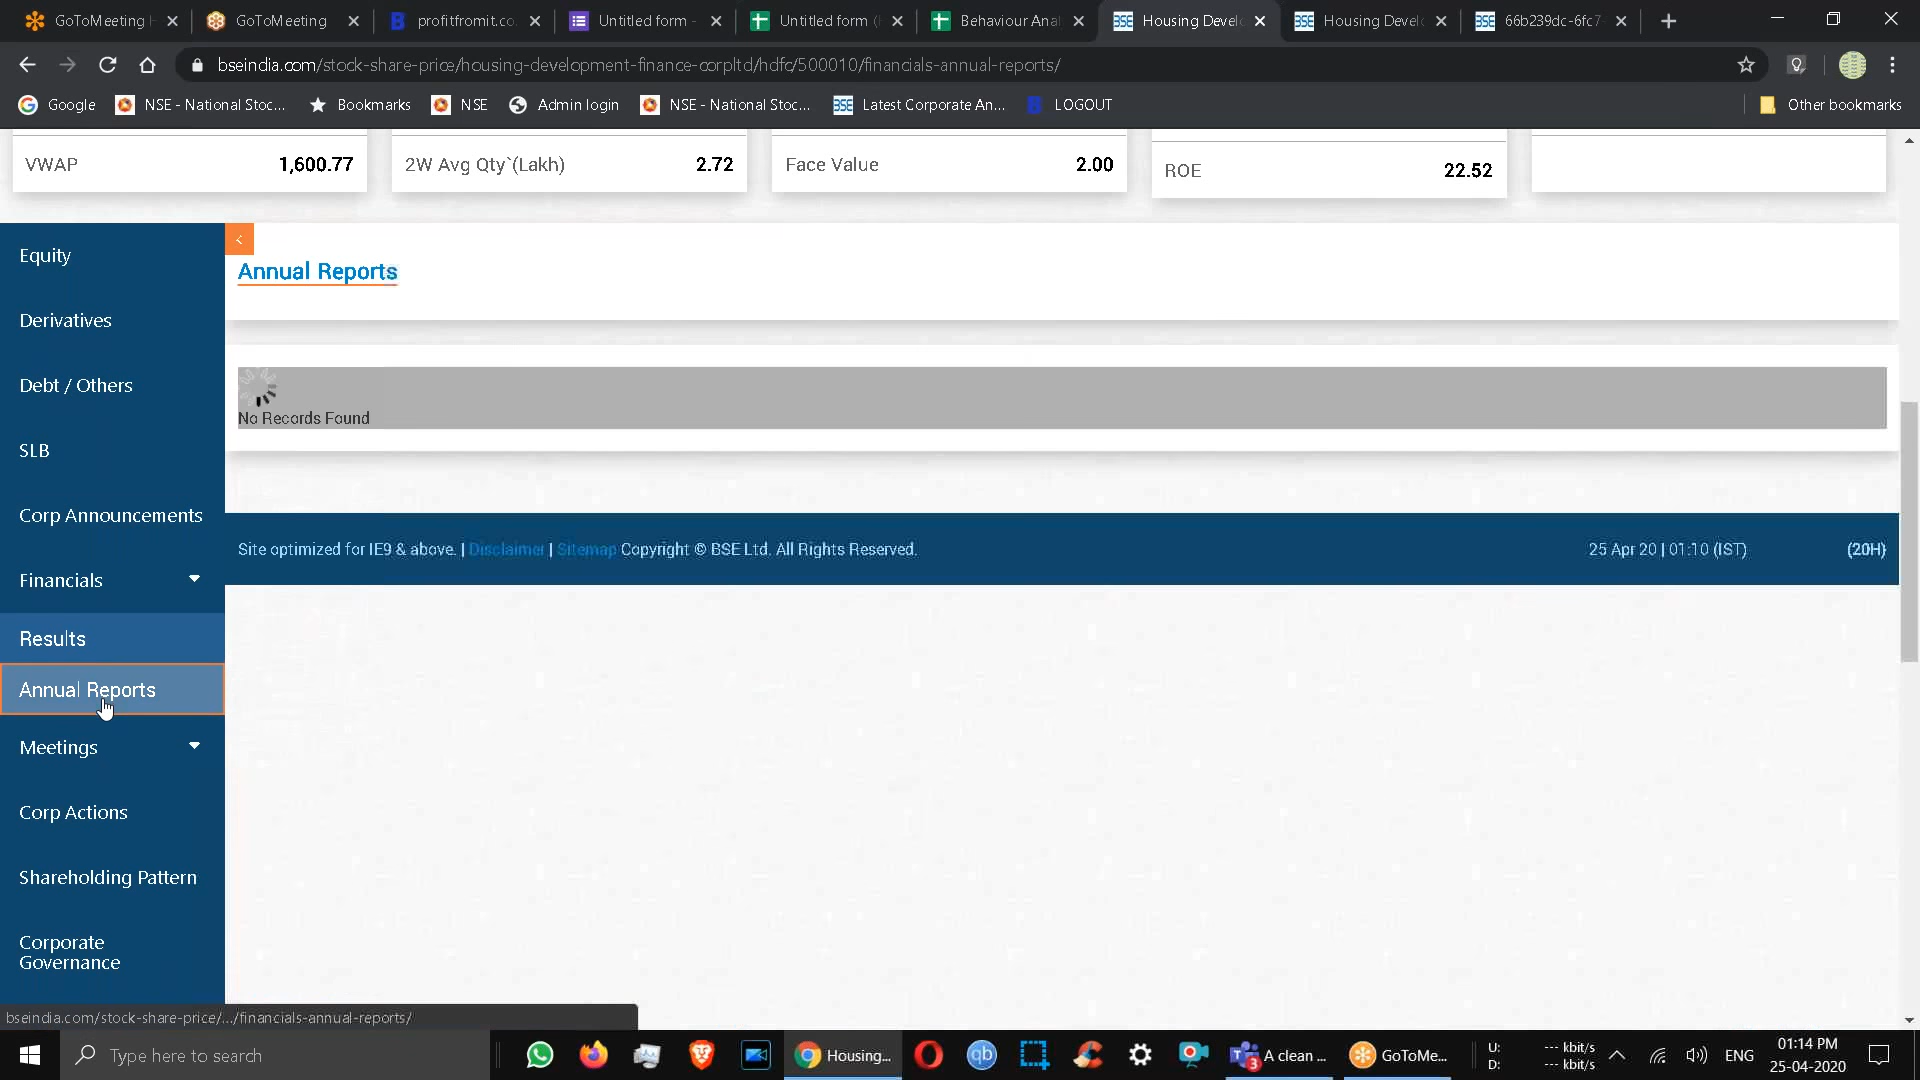 GoToMeeting
GoToMeeting
profitfromit.co
Untitled form -
Untitled form (
Behaviour Anal
Housing Develo
Housing Develo
66b239dc-6fc7-
bseindia.com/stock-share-price/housing-development-finance-corpltd/hdfc/500010/financials-annual-reports/
Google
NSE - National Stoc...
Bookmarks
NSE
Admin login
NSE - National Stoc...
BSE
Latest Corporate An...
LOGOUT
Other bookmarks
VWAP 1,600.77
2W Avg Qty`(Lakh) 2.72
Face Value 2.00
ROE 22.52
Equity
Derivatives
Debt / Others
SLB
Corp Announcements
Financials
Results
Annual Reports
Meetings
Corp Actions
Shareholding Pattern
Corporate
Governance
<
Annual Reports
No Records Found
Site optimized for IE9 & above. | Disclaimer | Sitemap Copyright © BSE Ltd. All Rights Reserved.
25 Apr 20 | 01:10 (IST)
(20H)
bseindia.com/stock-share-price/.../financials-annual-reports/
Type here to search
Housing...
qb
3
A clean ...
GoToMe...
U: --- kbit/s
D: --- kbit/s
ENG
01:14 PM
25-04-2020